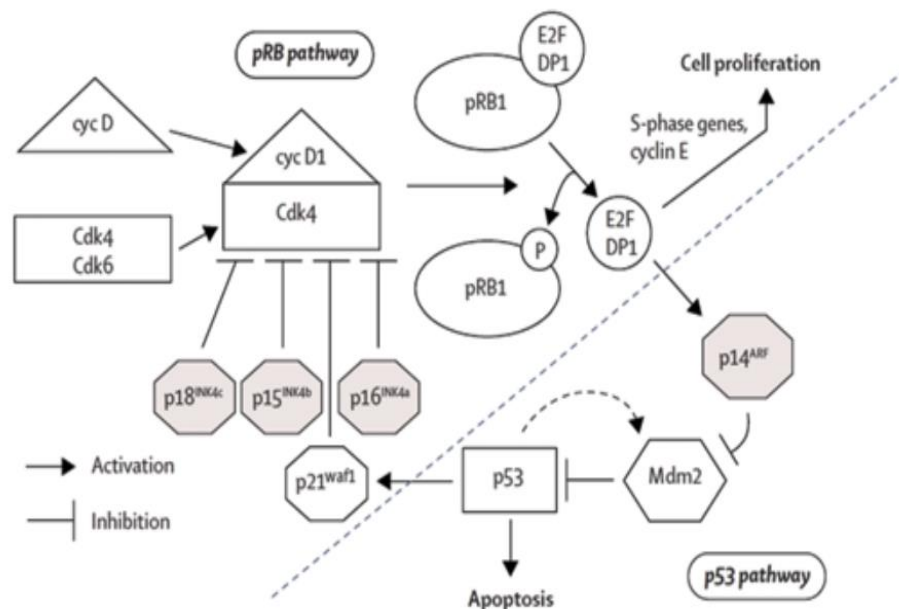 pRB pathway
E2F
DP1
Cell proliferation
cyc D
pRB1
S-phase genes,
cyclin E
cyc D1
Cdk4
Cdk4
Cdk6
E2F
DP1
P
pRB1
p14ARF
p18INK4c
p15INK4b
p16INK4a
Activation
p21waf1
p53
Mdm2
Inhibition
p53 pathway
Apoptosis